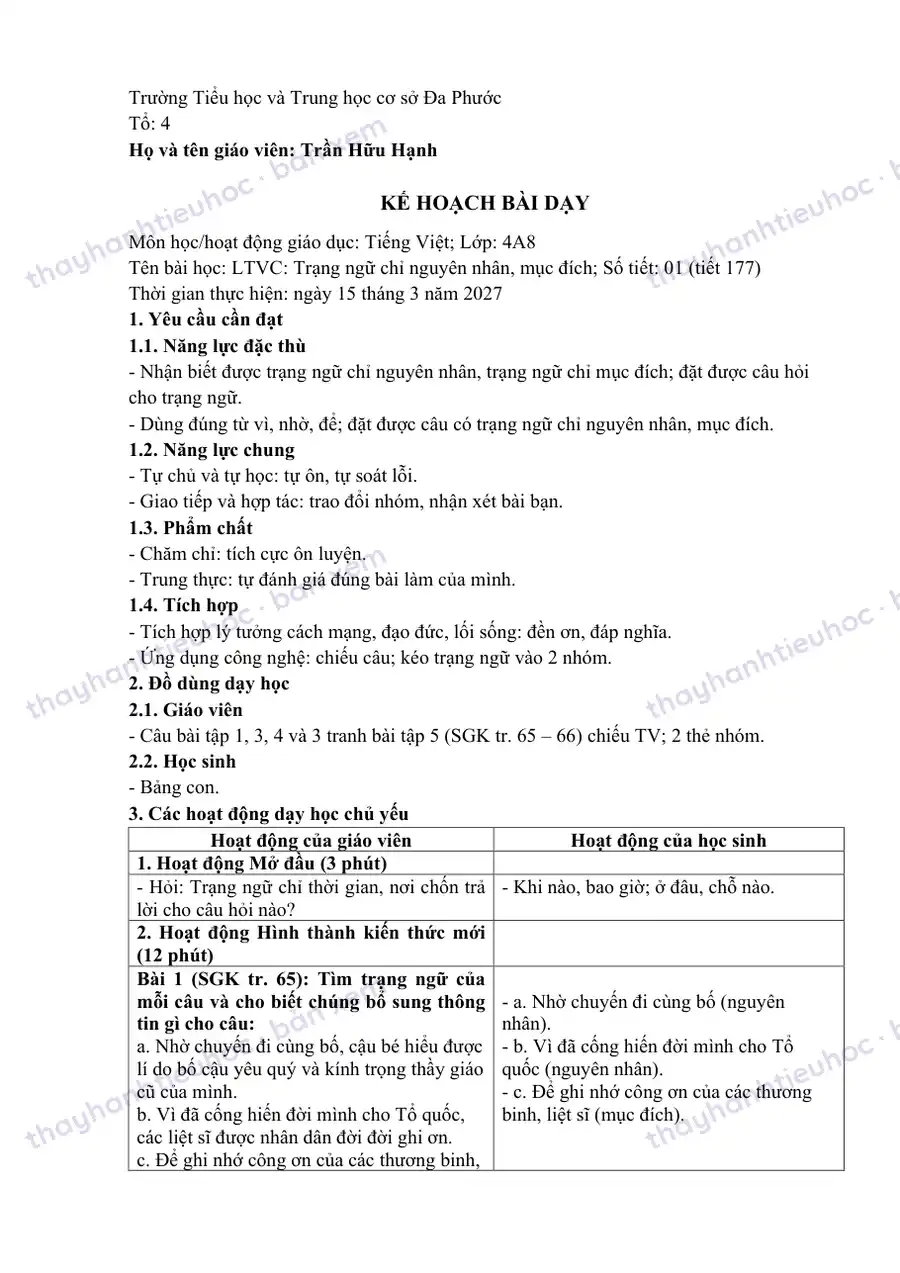 Trường Tiểu học và Trung học cơ sở Đa Phước
Tổ: 4
Họ và tên giáo viên: Trần Hữu Hạnh
KẾ HOẠCH BÀI DẠY
Môn học/hoạt động giáo dục: Tiếng Việt; Lớp: 4A8
Tên bài học: LTVC: Trạng ngữ chỉ nguyên nhân, mục đích; Số tiết: 01 (tiết 177)
Thời gian thực hiện: ngày 15 tháng 3 năm 2027
1. Yêu cầu cần đạt
1.1. Năng lực đặc thù
- Nhận biết được trạng ngữ chỉ nguyên nhân, trạng ngữ chỉ mục đích; đặt được câu hỏi
cho trạng ngữ.
- Dùng đúng từ vì, nhờ, để; đặt được câu có trạng ngữ chỉ nguyên nhân, mục đích.
1.2. Năng lực chung
- Tự chủ và tự học: tự ôn, tự soát lỗi.
- Giao tiếp và hợp tác: trao đổi nhóm, nhận xét bài bạn.
1.3. Phẩm chất
- Chăm chỉ: tích cực ôn luyện.
- Trung thực: tự đánh giá đúng bài làm của mình.
1.4. Tích hợp
- Tích hợp lý tưởng cách mạng, đạo đức, lối sống: đền ơn, đáp nghĩa.
- Ứng dụng công nghệ: chiếu câu; kéo trạng ngữ vào 2 nhóm.
2. Đồ dùng dạy học
2.1. Giáo viên
- Câu bài tập 1, 3, 4 và 3 tranh bài tập 5 (SGK tr. 65 – 66) chiếu TV; 2 thẻ nhóm.
2.2. Học sinh
- Bảng con.
3. Các hoạt động dạy học chủ yếu
Hoạt động của giáo viên
Hoạt động của học sinh
1. Hoạt động Mở đầu (3 phút)
- Hỏi: Trạng ngữ chỉ thời gian, nơi chốn trả
lời cho câu hỏi nào?
- Khi nào, bao giờ; ở đâu, chỗ nào.
2. Hoạt động Hình thành kiến thức mới
(12 phút)
Bài 1 (SGK tr. 65): Tìm trạng ngữ của
mỗi câu và cho biết chúng bổ sung thông
tin gì cho câu:
a. Nhờ chuyến đi cùng bố, cậu bé hiểu được
lí do bố cậu yêu quý và kính trọng thầy giáo
cũ của mình.
b. Vì đã cống hiến đời mình cho Tổ quốc,
các liệt sĩ được nhân dân đời đời ghi ơn.
c. Để ghi nhớ công ơn của các thương binh,
- a. Nhờ chuyến đi cùng bố (nguyên
nhân).
- b. Vì đã cống hiến đời mình cho Tổ
quốc (nguyên nhân).
- c. Để ghi nhớ công ơn của các thương
binh, liệt sĩ (mục đích).
thayhanhtieuhoc · bản xem
thayhanhtieuhoc · b
thayhanhtieuhoc · bản xem
thayhanhtieuhoc · b
thayhanhtieuhoc · bản xem
thayhanhtieuhoc · b